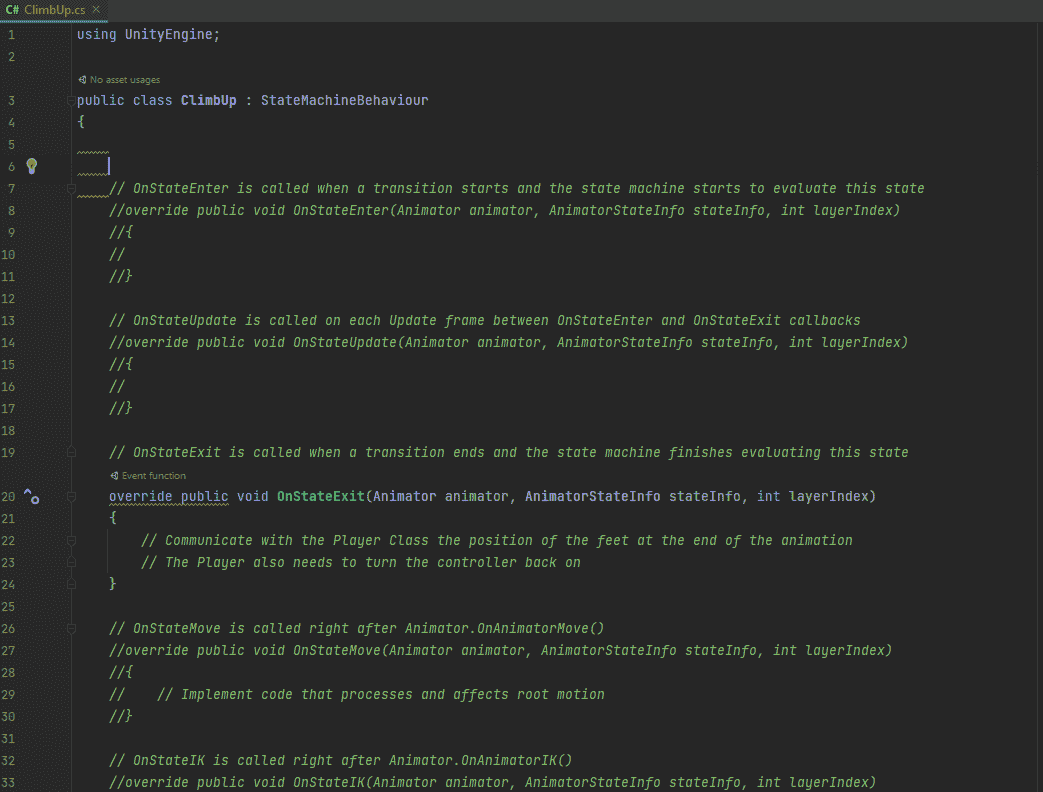 C# ClimbUp.cs ×
1 using UnityEngine;
2
No asset usages
3 public class ClimbUp : StateMachineBehaviour
4 {
5
6
7 // OnStateEnter is called when a transition starts and the state machine starts to evaluate this state
8 //override public void OnStateEnter(Animator animator, AnimatorStateInfo stateInfo, int layerIndex)
9 //{
10 //
11 //}
12
13 // OnStateUpdate is called on each Update frame between OnStateEnter and OnStateExit callbacks
14 //override public void OnStateUpdate(Animator animator, AnimatorStateInfo stateInfo, int layerIndex)
15 //{
16 //
17 //}
18
19 // OnStateExit is called when a transition ends and the state machine finishes evaluating this state
Event function
20 override public void OnStateExit(Animator animator, AnimatorStateInfo stateInfo, int layerIndex)
21 {
22 // Communicate with the Player Class the position of the feet at the end of the animation
23 // The Player also needs to turn the controller back on
24 }
25
26 // OnStateMove is called right after Animator.OnAnimatorMove()
27 //override public void OnStateMove(Animator animator, AnimatorStateInfo stateInfo, int layerIndex)
28 //{
29 //    // Implement code that processes and affects root motion
30 //}
31
32 // OnStateIK is called right after Animator.OnAnimatorIK()
33 //override public void OnStateIK(Animator animator, AnimatorStateInfo stateInfo, int layerIndex)